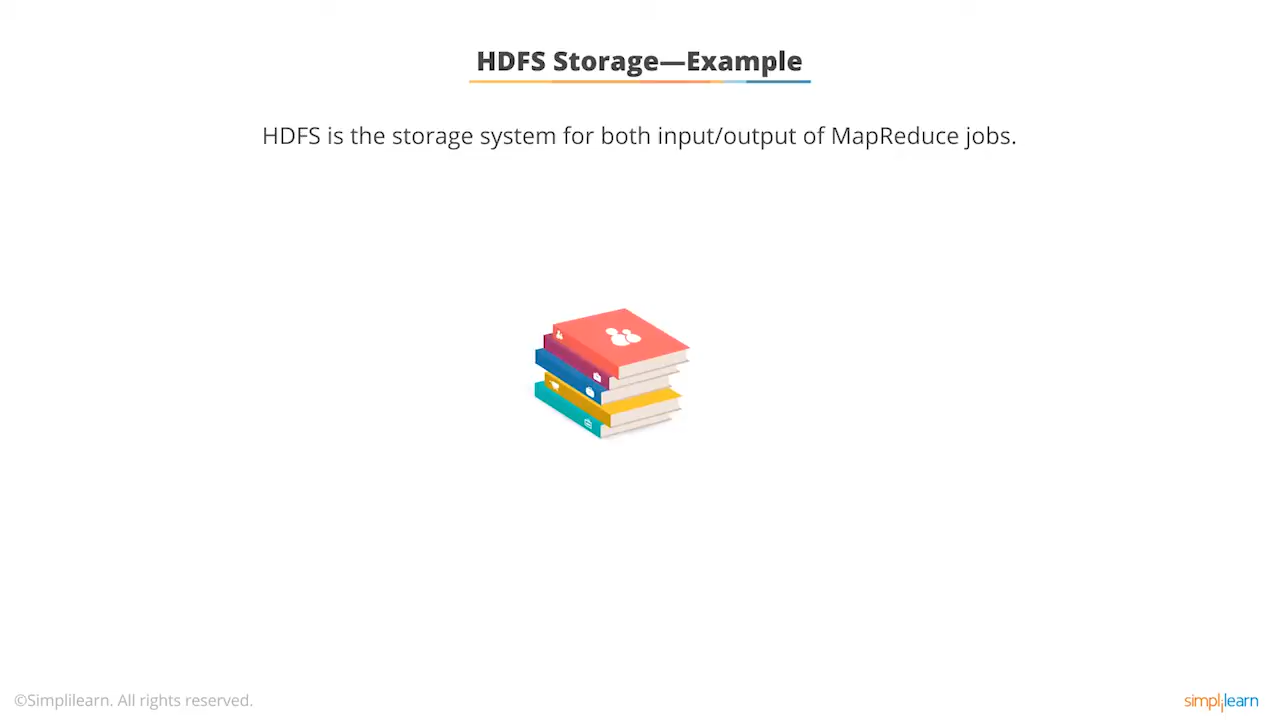 HDFS Storage—Example
HDFS is the storage system for both input/output of MapReduce jobs.
©Simplilearn. All rights reserved.
simplilearn